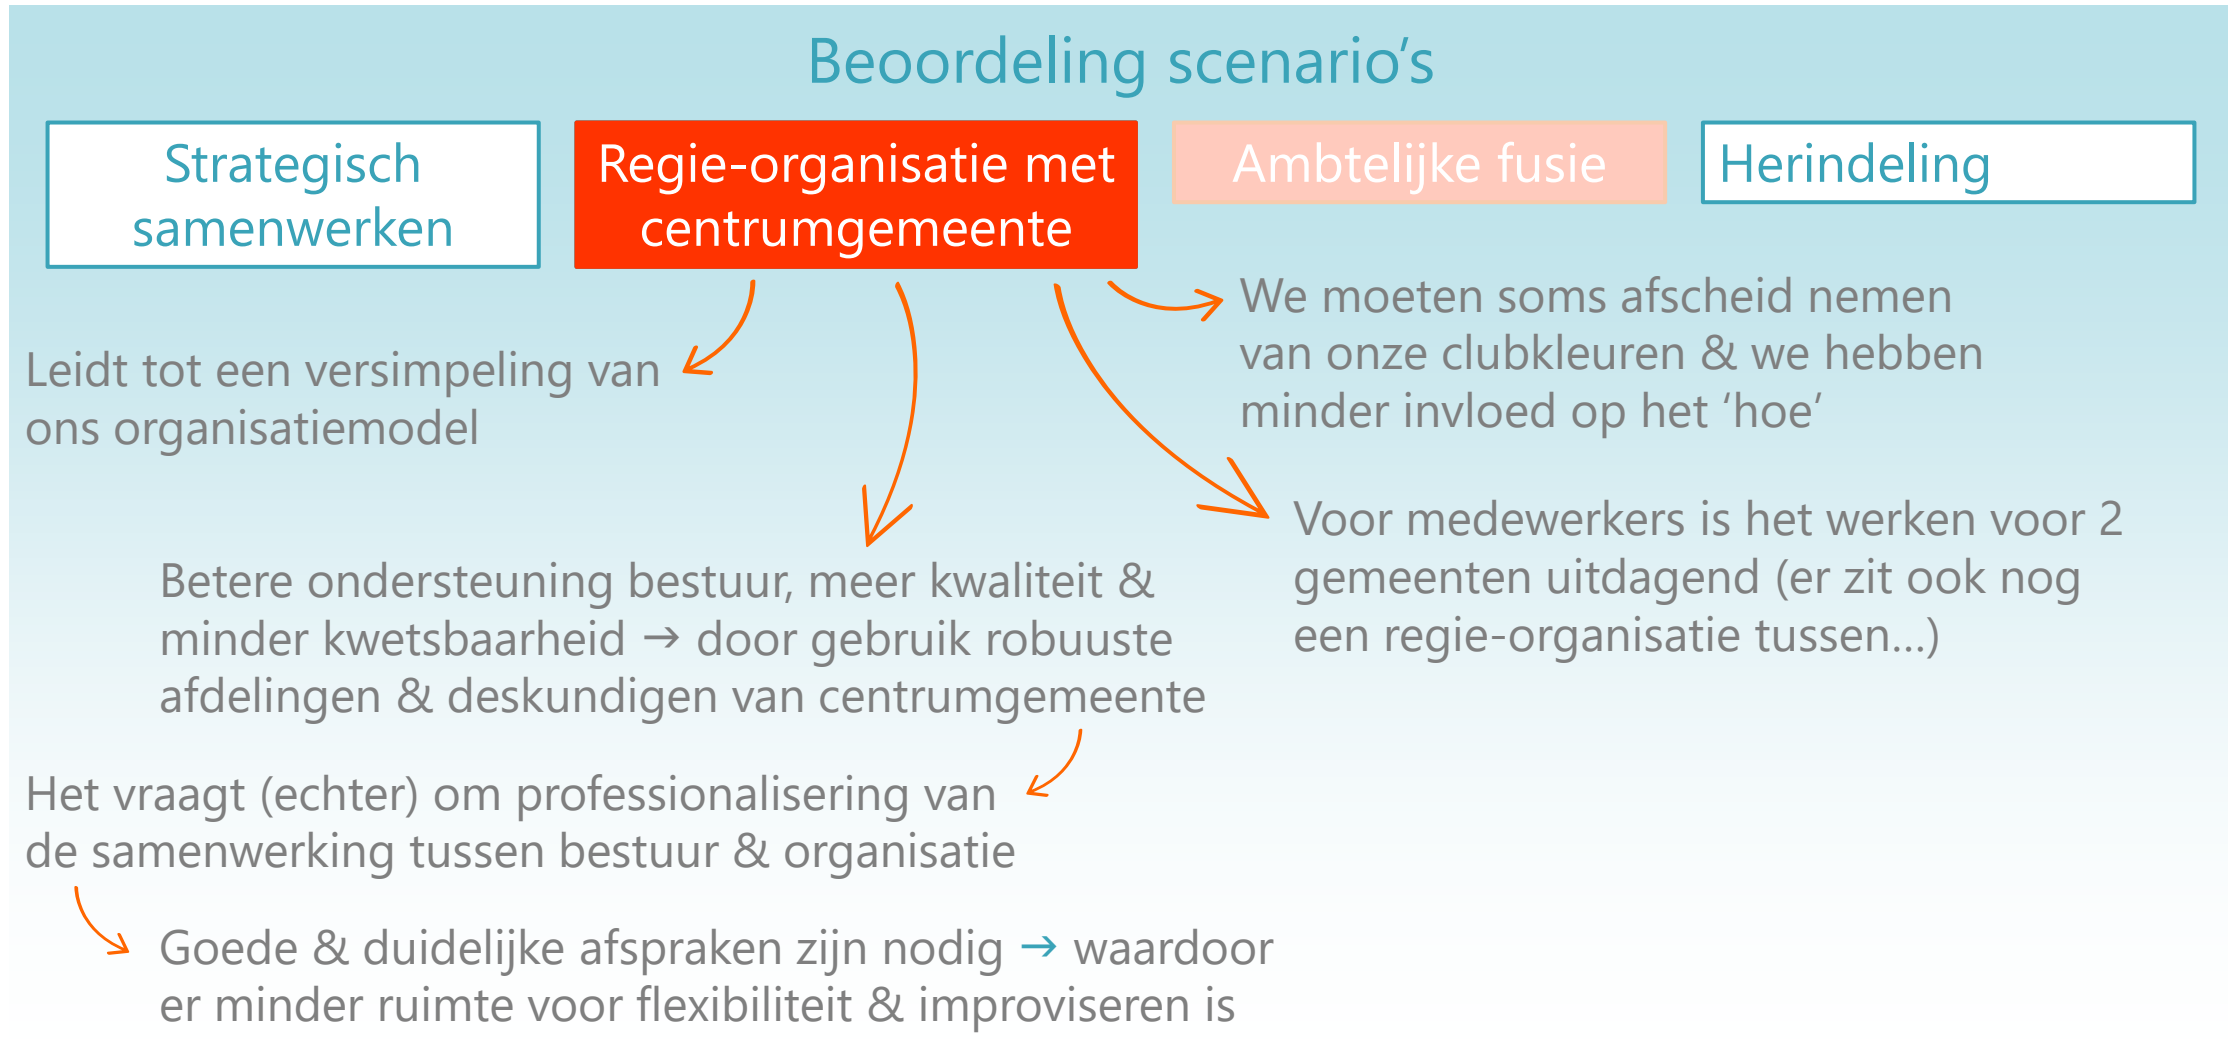 Beoordeling scenario’s
Strategisch
samenwerken
Regie-organisatie met
centrumgemeente
Ambtelijke fusie
Herindeling
We moeten soms afscheid nemen
van onze clubkleuren & we hebben
minder invloed op het ‘hoe’
Leidt tot een versimpeling van
ons organisatiemodel
Voor medewerkers is het werken voor 2
gemeenten uitdagend (er zit ook nog
een regie-organisatie tussen…)
Betere ondersteuning bestuur, meer kwaliteit &
minder kwetsbaarheid → door gebruik robuuste
afdelingen & deskundigen van centrumgemeente
Het vraagt (echter) om professionalisering van
de samenwerking tussen bestuur & organisatie
Goede & duidelijke afspraken zijn nodig → waardoor
er minder ruimte voor flexibiliteit & improviseren is